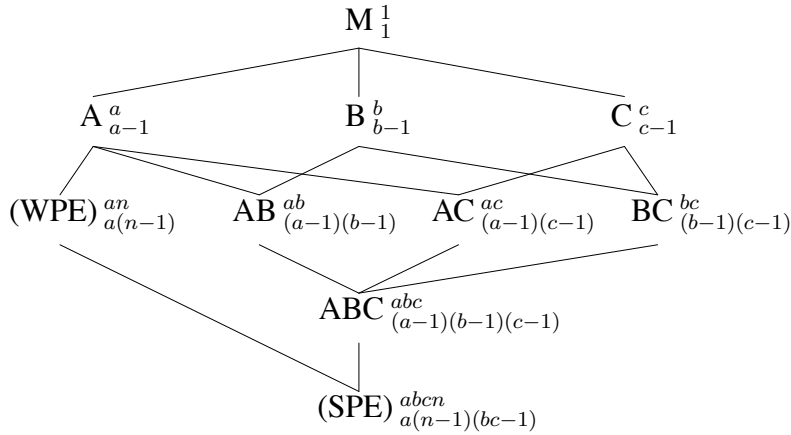 M 1 1
A a a−1 B b b−1 C c c−1
(WPE) an a(n−1) AB ab (a−1)(b−1) AC ac (a−1)(c−1) BC bc (b−1)(c−1)
ABC abc (a−1)(b−1)(c−1)
(SPE) abcn a(n−1)(bc−1)